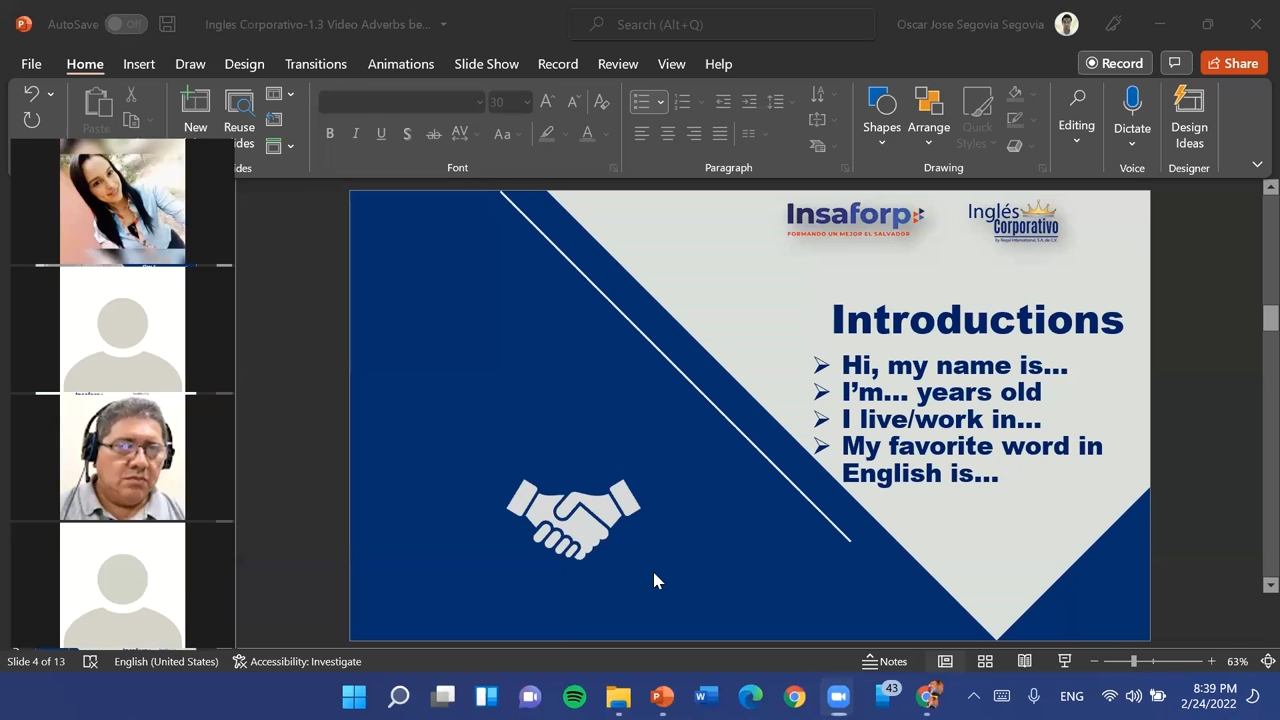 AutoSave Off Ingles Corporativo-1.3 Video Adverbs be... Search (Alt+Q) Oscar Jose Segovia Segovia
File Home Insert Draw Design Transitions Animations Slide Show Record Review View Help Record Share
Paste New Reuse 30 Shapes Arrange Quick Styles Editing Dictate Design Ideas
Font Paragraph Drawing Voice Designer
Insaforp
FORMANDO UN MEJOR EL SALVADOR
Inglés
Corporativo
Introductions
Hi, my name is...
I'm... years old
I live/work in...
My favorite word in
English is...
Slide 4 of 13 English (United States) Accessibility: Investigate Notes 63%
43 ENG 8:39 PM
2/24/2022